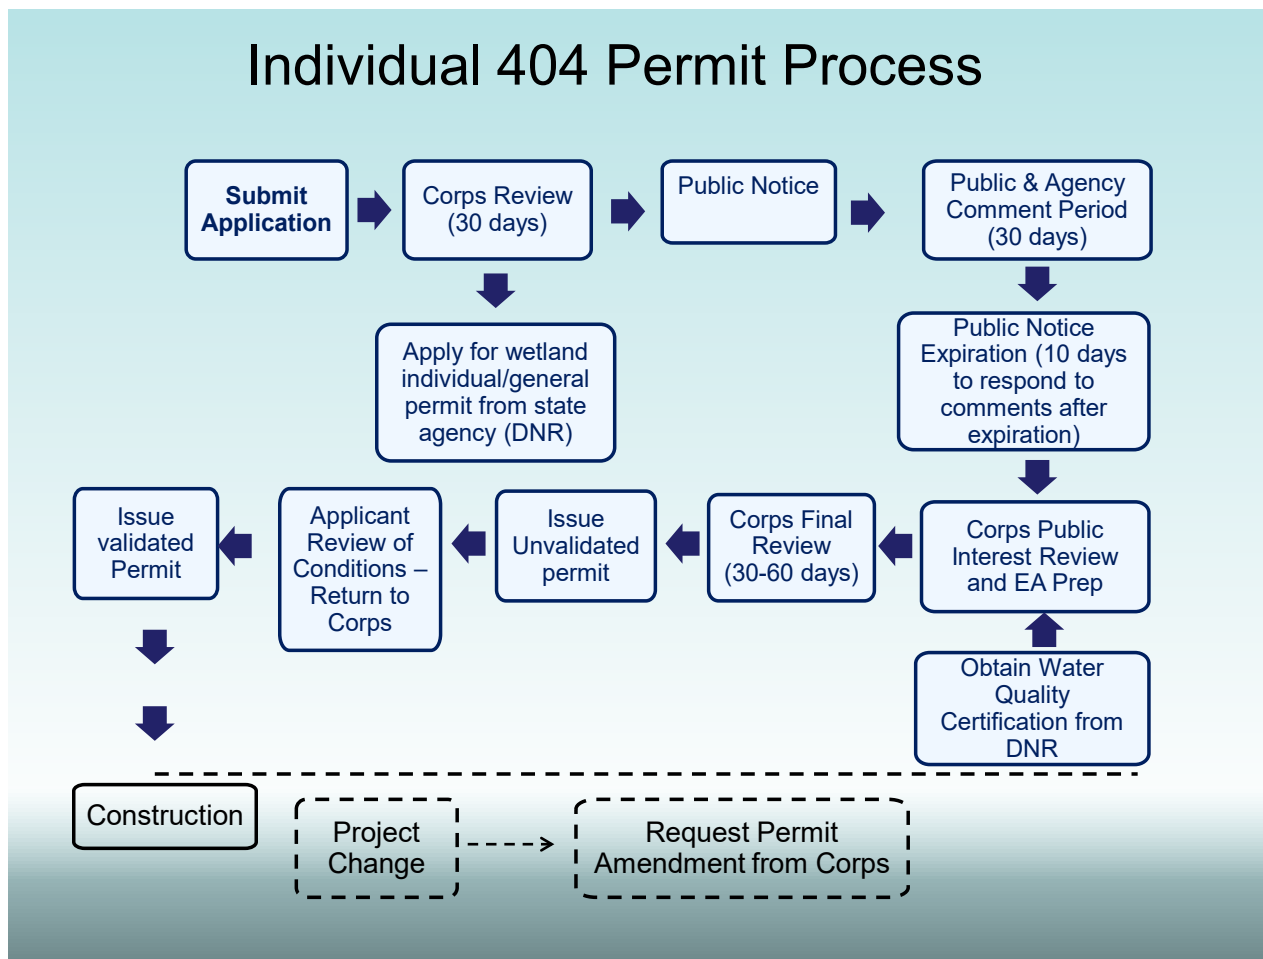 Individual 404 Permit Process
Submit
Application
Corps Review
(30 days)
Public Notice
Public & Agency
Comment Period
(30 days)
Apply for wetland
individual/general
permit from state
agency (DNR)
Public Notice
Expiration (10 days
to respond to
comments after
expiration)
Issue
validated
Permit
Applicant
Review of
Conditions –
Return to
Corps
Issue
Unvalidated
permit
Corps Final
Review
(30-60 days)
Corps Public
Interest Review
and EA Prep
Obtain Water
Quality
Certification from
DNR
Construction
Project
Change
Request Permit
Amendment from Corps